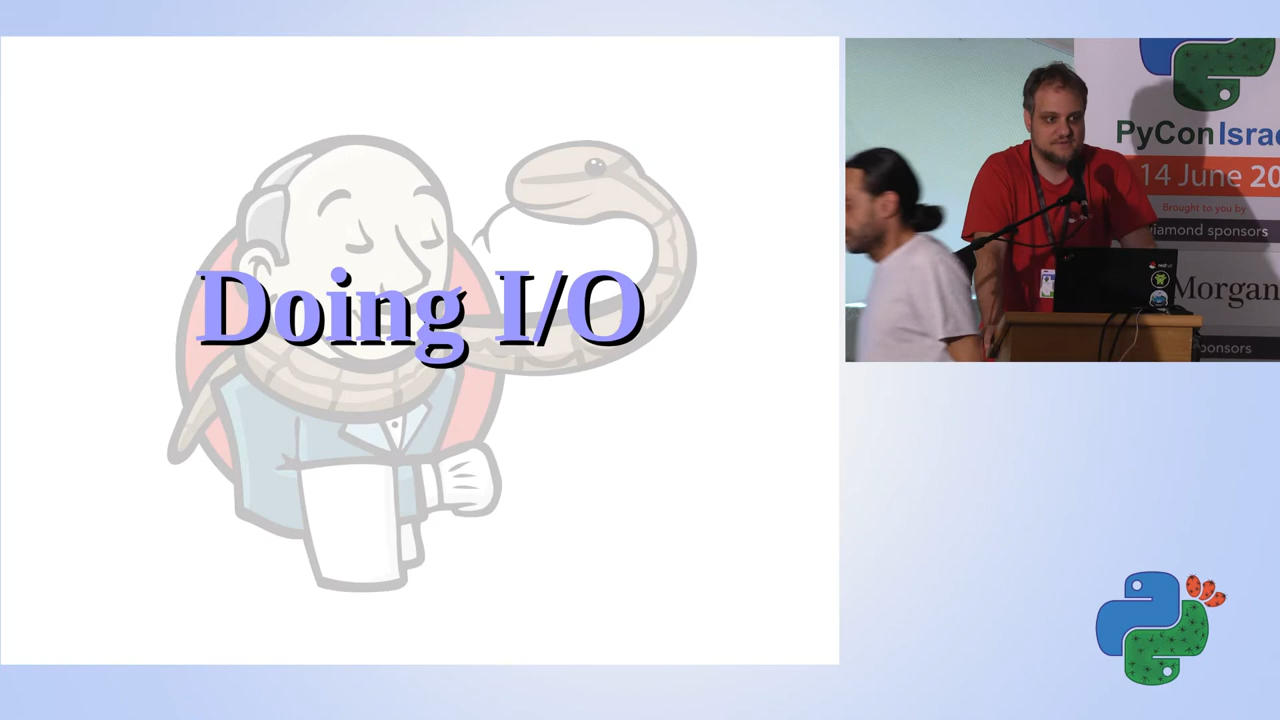 Doing I/O
PyCon Israe
14 June 20
Brought to you by
iamond sponsors
Morgan
ponsors